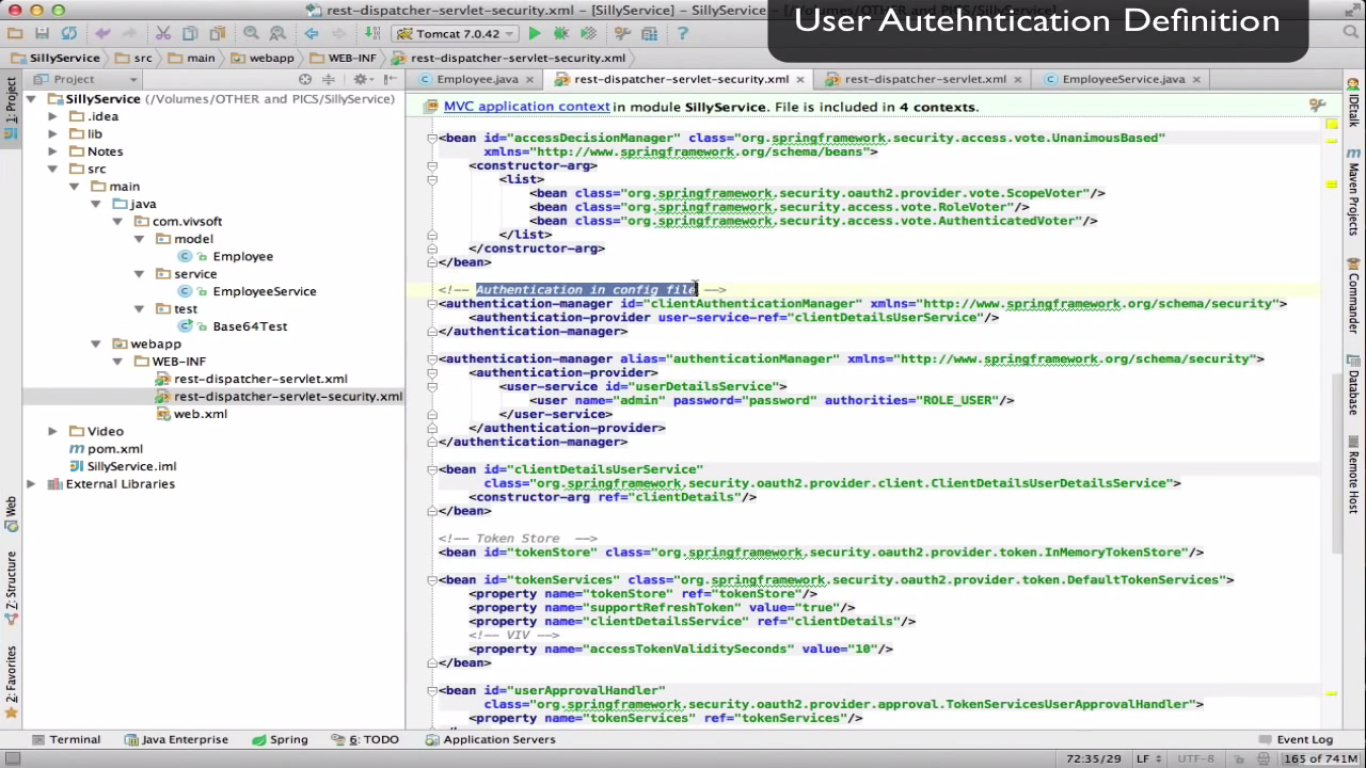 rest-dispatcher-servlet-security.xml - [SillyService] - SillyService
User Autehntication Definition
Tomcat 7.0.42
SillyService src main webapp WEB-INF rest-dispatcher-servlet-security.xml
Project
Employee.java rest-dispatcher-servlet-security.xml rest-dispatcher-servlet.xml EmployeeService.java
MVC application context in module SillyService. File is included in 4 contexts.
1: Project
SillyService (/Volumes/OTHER and PICS/SillyService)
.idea
lib
Notes
src
main
java
com.vivsoft
model
Employee
service
EmployeeService
test
Base64Test
webapp
WEB-INF
rest-dispatcher-servlet.xml
rest-dispatcher-servlet-security.xml
web.xml
Video
pom.xml
SillyService.iml
External Libraries
Web
Z: Structure
2: Favorites
<bean id="accessDecisionManager" class="org.springframework.security.access.vote.UnanimousBased"
xmlns="http://www.springframework.org/schema/beans">
<constructor-arg>
<list>
<bean class="org.springframework.security.oauth2.provider.vote.ScopeVoter"/>
<bean class="org.springframework.security.access.vote.RoleVoter"/>
<bean class="org.springframework.security.access.vote.AuthenticatedVoter"/>
</list>
</constructor-arg>
</bean>
<!-- Authentication in config file -->
<authentication-manager id="clientAuthenticationManager" xmlns="http://www.springframework.org/schema/security">
<authentication-provider user-service-ref="clientDetailsUserService"/>
</authentication-manager>
<authentication-manager alias="authenticationManager" xmlns="http://www.springframework.org/schema/security">
<authentication-provider>
<user-service id="userDetailsService">
<user name="admin" password="password" authorities="ROLE_USER"/>
</user-service>
</authentication-provider>
</authentication-manager>
<bean id="clientDetailsUserService"
class="org.springframework.security.oauth2.provider.client.ClientDetailsUserDetailsService">
<constructor-arg ref="clientDetails"/>
</bean>
<!-- Token Store -->
<bean id="tokenStore" class="org.springframework.security.oauth2.provider.token.InMemoryTokenStore"/>
<bean id="tokenServices" class="org.springframework.security.oauth2.provider.token.DefaultTokenServices">
<property name="tokenStore" ref="tokenStore"/>
<property name="supportRefreshToken" value="true"/>
<property name="clientDetailsService" ref="clientDetails"/>
<!-- VIV -->
<property name="accessTokenValiditySeconds" value="10"/>
</bean>
<bean id="userApprovalHandler"
class="org.springframework.security.oauth2.provider.approval.TokenServicesUserApprovalHandler">
<property name="tokenServices" ref="tokenServices"/>
IDEtalk
Maven Projects
Commander
Database
Remote Host
Terminal Java Enterprise Spring 6: TODO Application Servers Event Log
72:35/29 LF UTF-8 165 of 741M